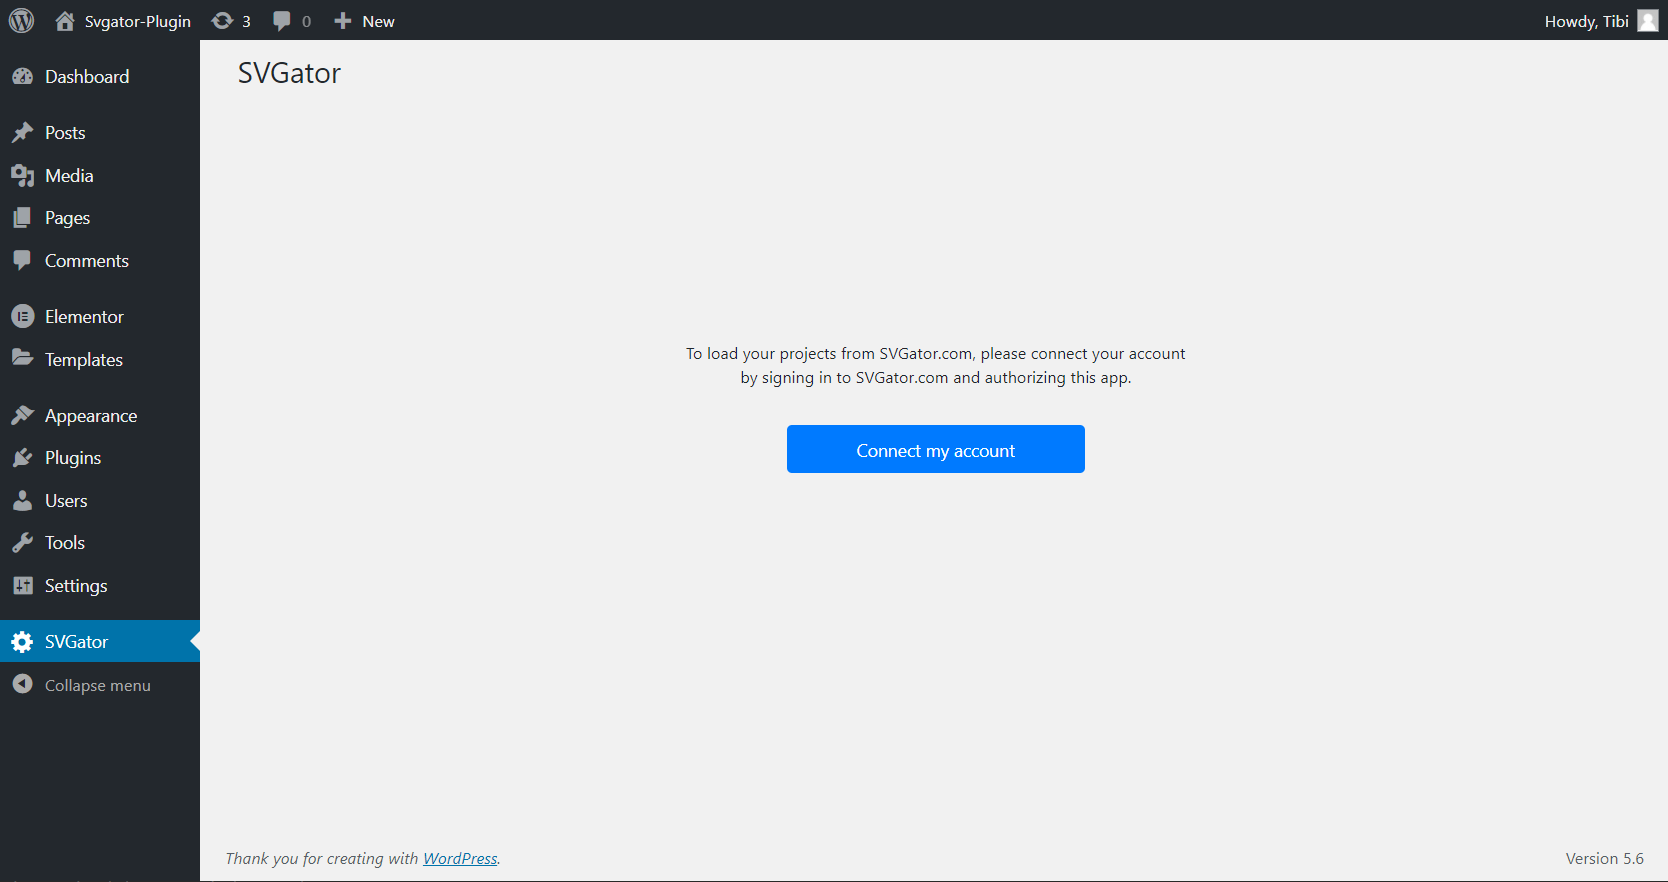 Svgator-Plugin
3
0
New
Howdy, Tibi
Dashboard
Posts
Media
Pages
Comments
Elementor
Templates
Appearance
Plugins
Users
Tools
Settings
SVGator
Collapse menu
SVGator
To load your projects from SVGator.com, please connect your account
by signing in to SVGator.com and authorizing this app.
Connect my account
Thank you for creating with WordPress.
Version 5.6